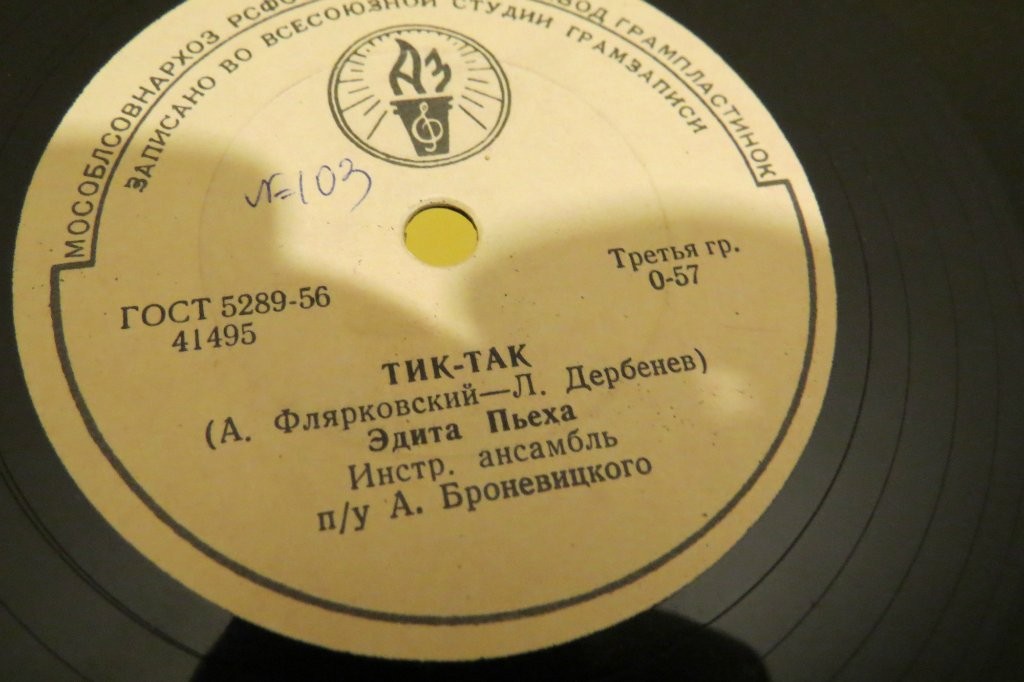 МОСОБЛСОВНАРХОЗ ЗАВОД ГРАМПЛАСТИНОК
ЗАПИСАНО ВО ВСЕСОЮЗНОЙ СТУДИИ ГРАМЗАПИСИ
АЗ
№103
Третья гр.
0-57
ГОСТ 5289-56
41495
ТИК-ТАК
(А. Флярковский—Л. Дербенев)
Эдита Пьеха
Инстр. ансамбль
п/у А. Броневицкого